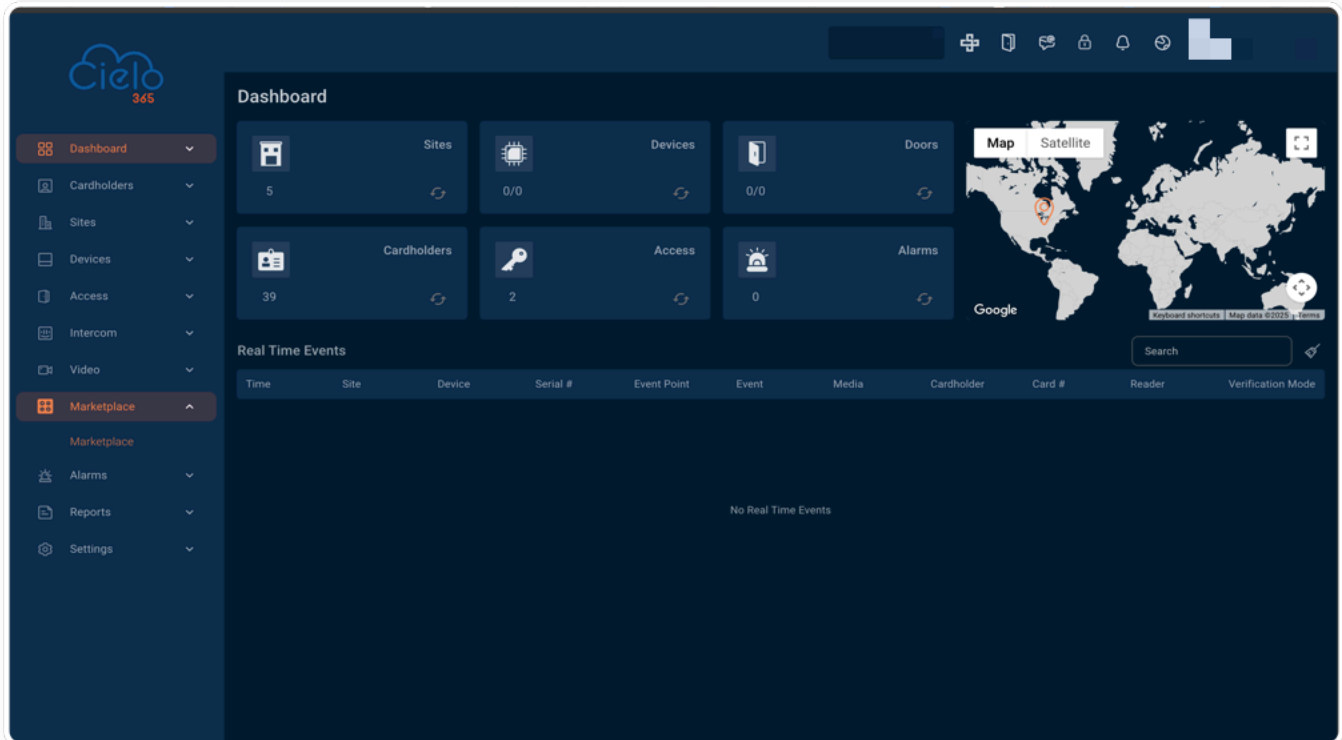 Cielo
365
Dashboard
Cardholders
Sites
Devices
Access
Intercom
Video
Marketplace
Marketplace
Alarms
Reports
Settings
Dashboard
Sites
5
Devices
0/0
Doors
0/0
Cardholders
39
Access
2
Alarms
0
Map Satellite
Google
Keyboard shortcuts Map data ©2025 Terms
Real Time Events
Search
Time Site Device Serial # Event Point Event Media Cardholder Card # Reader Verification Mode
No Real Time Events